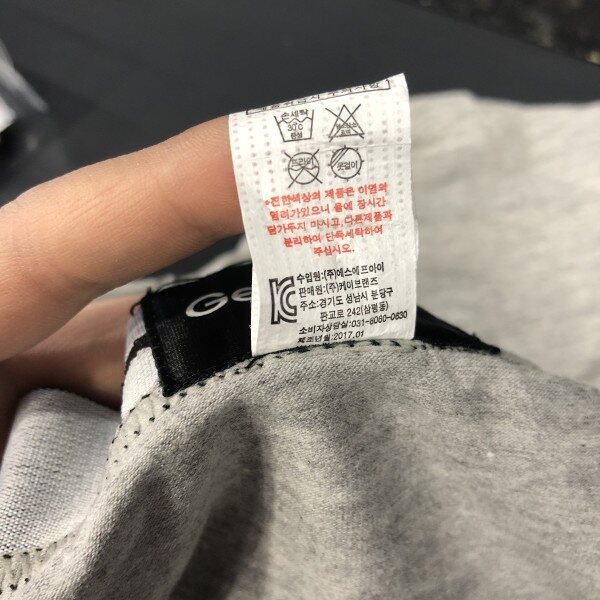 손세탁
30℃
중성
드라이
옷걸이
*진한색상의 제품은 이염의
염려가있으니 물에 장시간
담가두지 마시고,다른제품과
분리하여 단독세탁하여
주십시오.
수입원:(주)에스에프아이
판매원:(주)케이브랜즈
주소:경기도 성남시 분당구
판교로 242(삼평동)
소비자상담실:031-8060-0630
제조년월:2017.01
Ge